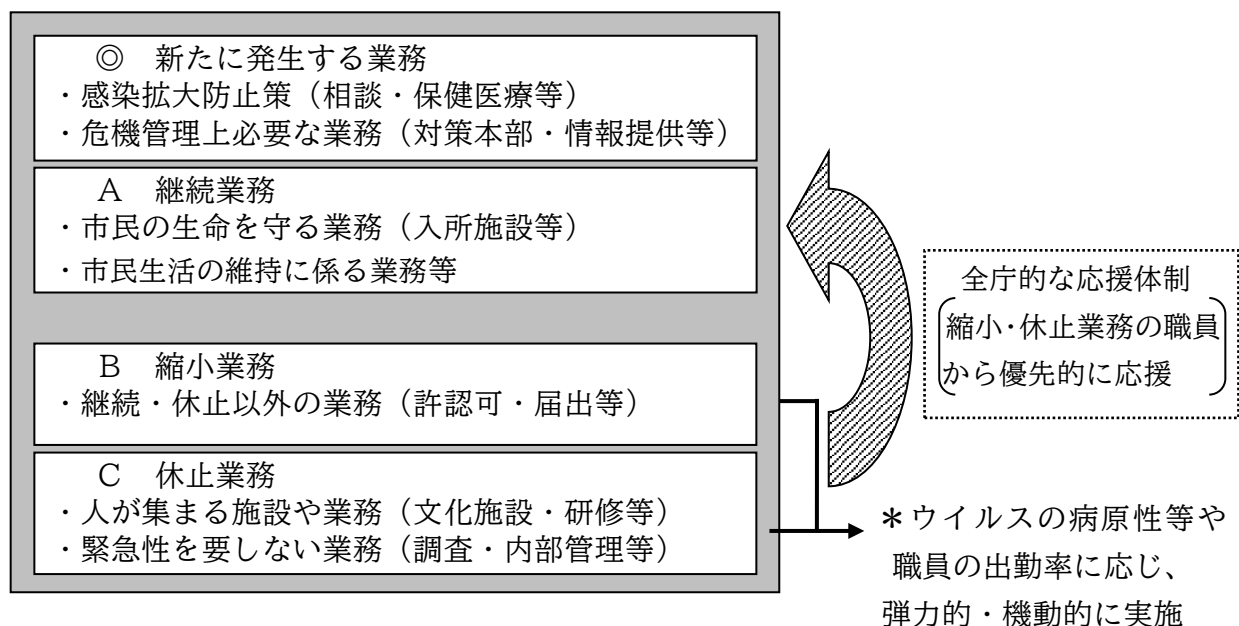 ◎ 新たに発生する業務
・感染拡大防止策（相談・保健医療等）
・危機管理上必要な業務（対策本部・情報提供等）
Ａ 継続業務
・市民の生命を守る業務（入所施設等）
・市民生活の維持に係る業務等
Ｂ 縮小業務
・継続・休止以外の業務（許認可・届出等）
Ｃ 休止業務
・人が集まる施設や業務（文化施設・研修等）
・緊急性を要しない業務（調査・内部管理等）
全庁的な応援体制
縮小・休止業務の職員
から優先的に応援
＊ウイルスの病原性等や
職員の出勤率に応じ、
弾力的・機動的に実施